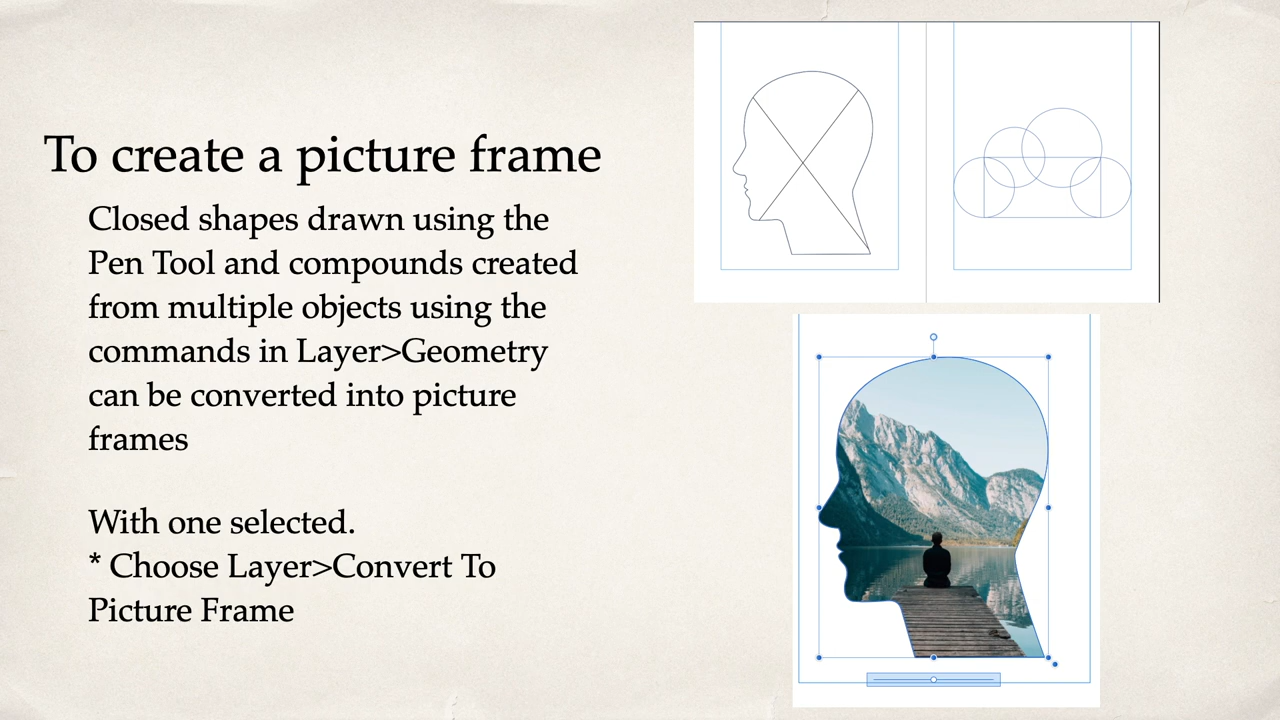 To create a picture frame
Closed shapes drawn using the
Pen Tool and compounds created
from multiple objects using the
commands in Layer>Geometry
can be converted into picture
frames
With one selected.
* Choose Layer>Convert To
Picture Frame